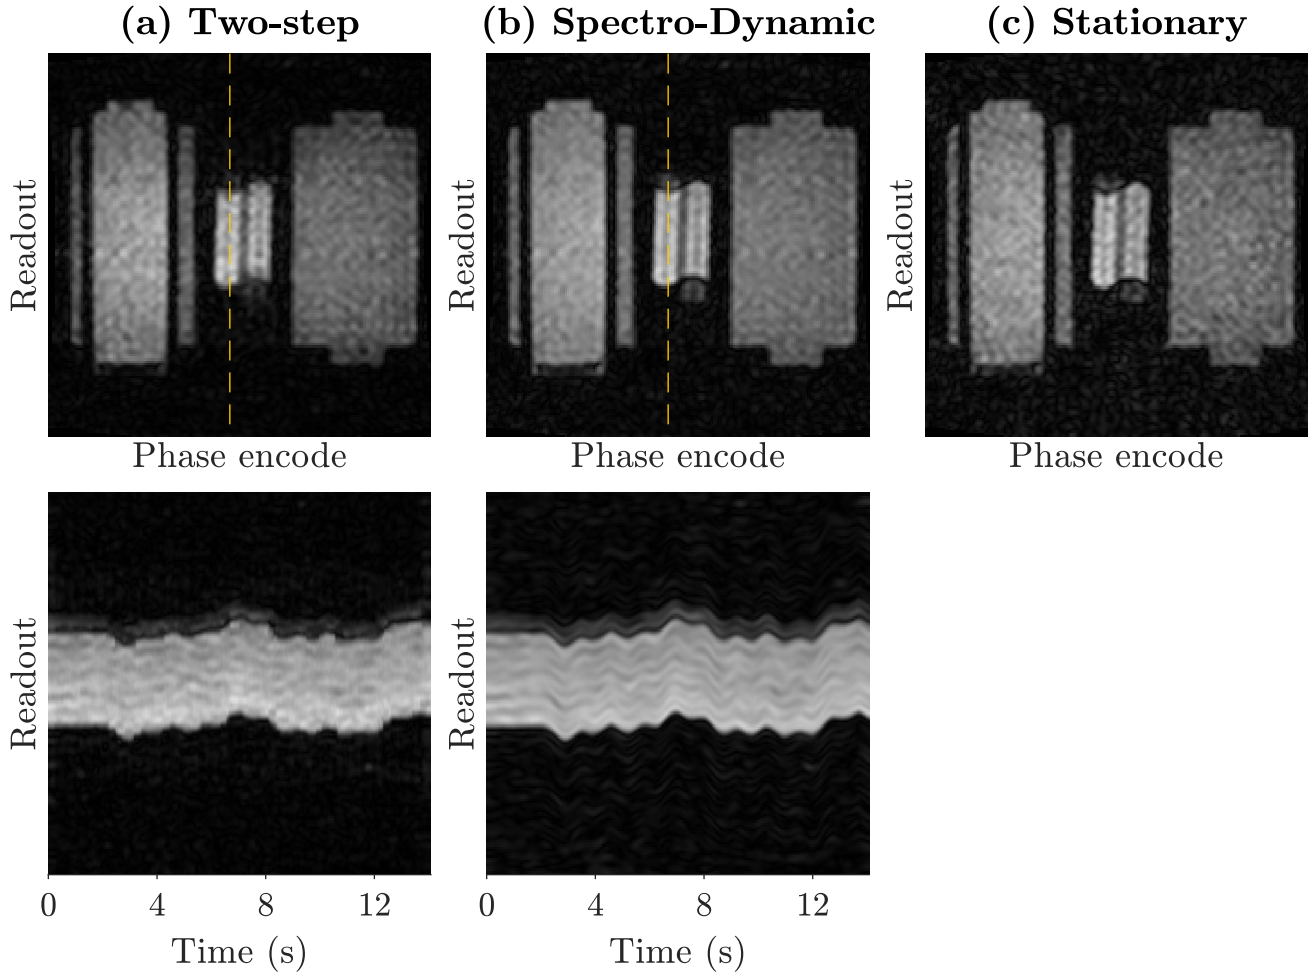 (a) Two-step
(b) Spectro-Dynamic
(c) Stationary
Readout
Readout
Readout
Phase encode
Phase encode
Phase encode
Readout
Readout
0 4 8 12
0 4 8 12
Time (s)
Time (s)